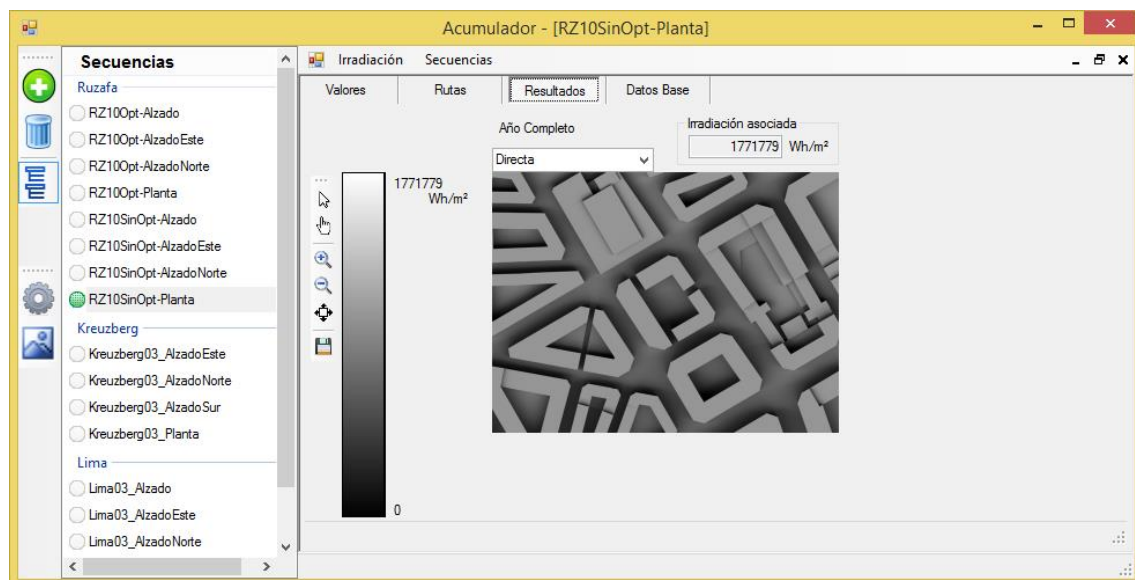 Acumulador - [RZ10SinOpt-Planta]
Secuencias
Ruzafa
RZ10Opt-Alzado
RZ10Opt-AlzadoEste
RZ10Opt-AlzadoNorte
RZ10Opt-Planta
RZ10SinOpt-Alzado
RZ10SinOpt-AlzadoEste
RZ10SinOpt-AlzadoNorte
RZ10SinOpt-Planta
Kreuzberg
Kreuzberg03_AlzadoEste
Kreuzberg03_AlzadoNorte
Kreuzberg03_AlzadoSur
Kreuzberg03_Planta
Lima
Lima03_Alzado
Lima03_AlzadoEste
Lima03_AlzadoNorte
Irradiación Secuencias
Valores Rutas Resultados Datos Base
Año Completo
Directa
Irradiación asociada
1771779 Wh/m²
1771779
Wh/m²
0